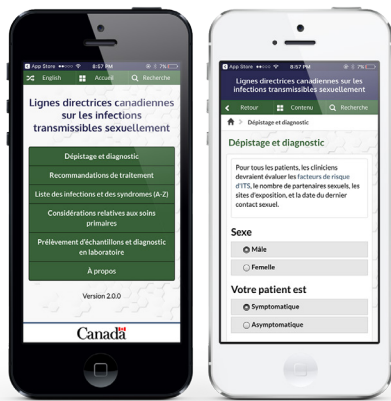 App Store 8:57 PM 7%
English Accueil Recherche
Lignes directrices canadiennes
sur les infections
transmissibles sexuellement
Dépistage et diagnostic
Recommandations de traitement
Liste des infections et des syndromes (A-Z)
Considérations relatives aux soins
primaires
Prélèvement d'échantillons et diagnostic
en laboratoire
À propos
Version 2.0.0
Canada
App Store 8:57 PM 7%
Lignes directrices canadiennes sur les
infections transmissibles sexuellement
Retour Contenu Recherche
> Dépistage et diagnostic
Dépistage et diagnostic
Pour tous les patients, les cliniciens
devraient évaluer les facteurs de risque
d'ITS, le nombre de partenaires sexuels, les
sites d'exposition, et la date du dernier
contact sexuel.
Sexe
Mâle
Femelle
Votre patient est
Symptomatique
Asymptomatique